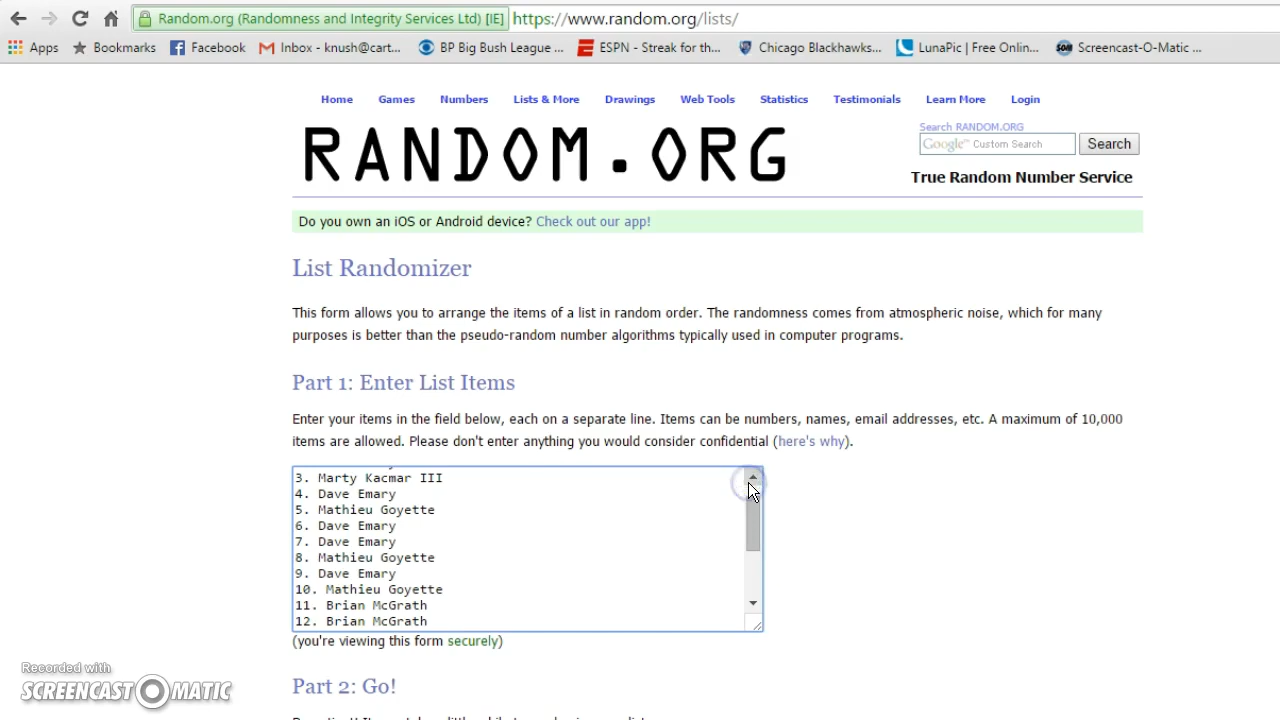 Random.org (Randomness and Integrity Services Ltd) [IE] https://www.random.org/lists/
Apps Bookmarks Facebook Inbox - knush@cart... BP Big Bush League ... ESPN - Streak for th... Chicago Blackhawks... LunaPic | Free Onlin... SOM Screencast-O-Matic ...
Home Games Numbers Lists & More Drawings Web Tools Statistics Testimonials Learn More Login
RANDOM.ORG
Search RANDOM.ORG
Google™ Custom Search Search
True Random Number Service
Do you own an iOS or Android device? Check out our app!
List Randomizer
This form allows you to arrange the items of a list in random order. The randomness comes from atmospheric noise, which for many
purposes is better than the pseudo-random number algorithms typically used in computer programs.
Part 1: Enter List Items
Enter your items in the field below, each on a separate line. Items can be numbers, names, email addresses, etc. A maximum of 10,000
items are allowed. Please don't enter anything you would consider confidential (here's why).
3. Marty Kacmar III
4. Dave Emary
5. Mathieu Goyette
6. Dave Emary
7. Dave Emary
8. Mathieu Goyette
9. Dave Emary
10. Mathieu Goyette
11. Brian McGrath
12. Brian McGrath
(you're viewing this form securely)
Part 2: Go!
Recorded with
SCREENCAST-O-MATIC